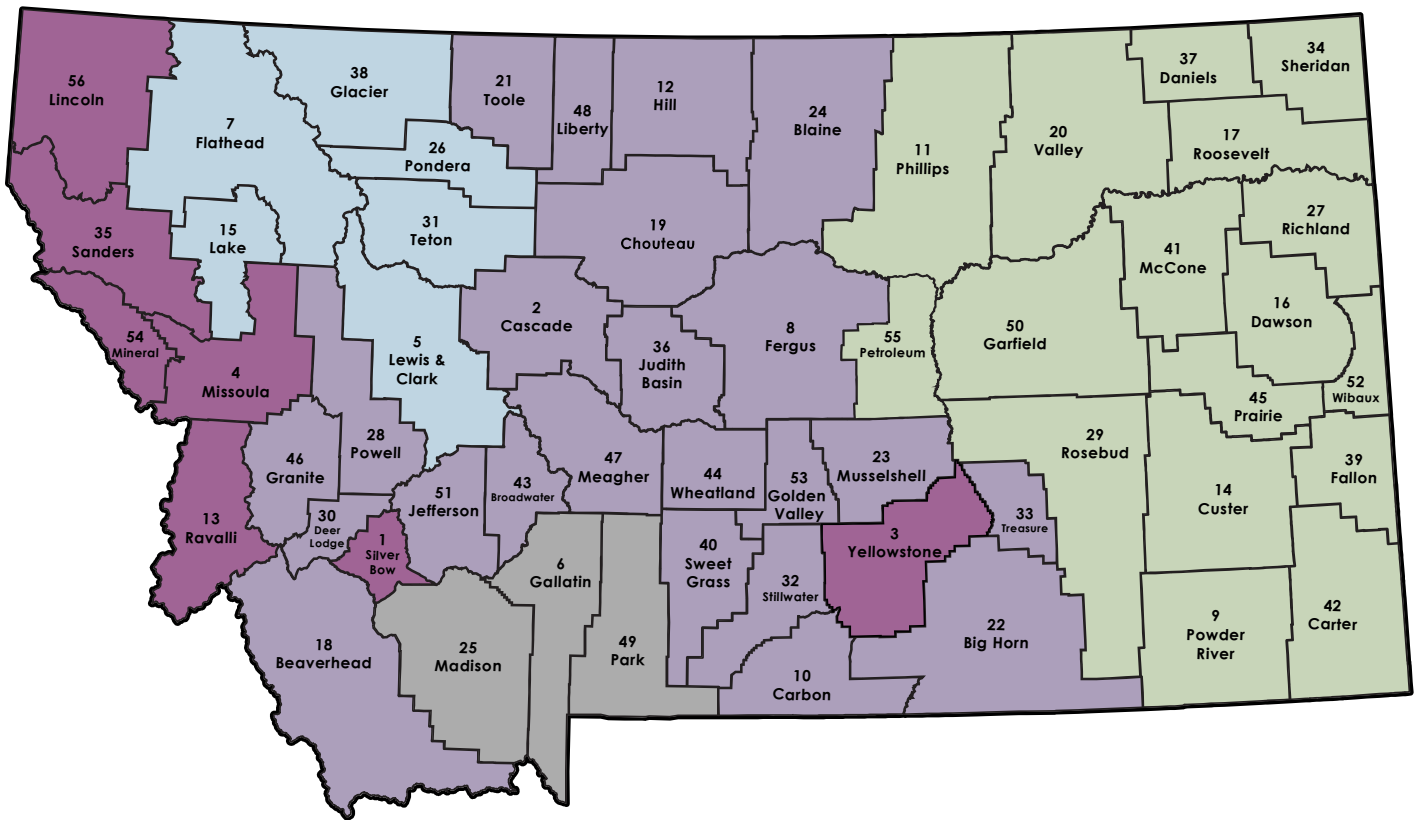 56
Lincoln
7
Flathead
38
Glacier
21
Toole
48
Liberty
12
Hill
24
Blaine
11
Phillips
20
Valley
37
Daniels
34
Sheridan
17
Roosevelt
26
Pondera
35
Sanders
15
Lake
31
Teton
19
Chouteau
41
McCone
27
Richland
54
Mineral
4
Missoula
5
Lewis &
Clark
2
Cascade
36
Judith
Basin
8
Fergus
55
Petroleum
50
Garfield
16
Dawson
52
Wibaux
45
Prairie
46
Granite
28
Powell
47
Meagher
44
Wheatland
53
Golden
Valley
23
Musselshell
29
Rosebud
14
Custer
39
Fallon
13
Ravalli
30
Deer
Lodge
1
Silver
Bow
51
Jefferson
43
Broadwater
6
Gallatin
40
Sweet
Grass
32
Stillwater
3
Yellowstone
33
Treasure
18
Beaverhead
25
Madison
49
Park
10
Carbon
22
Big Horn
9
Powder
River
42
Carter